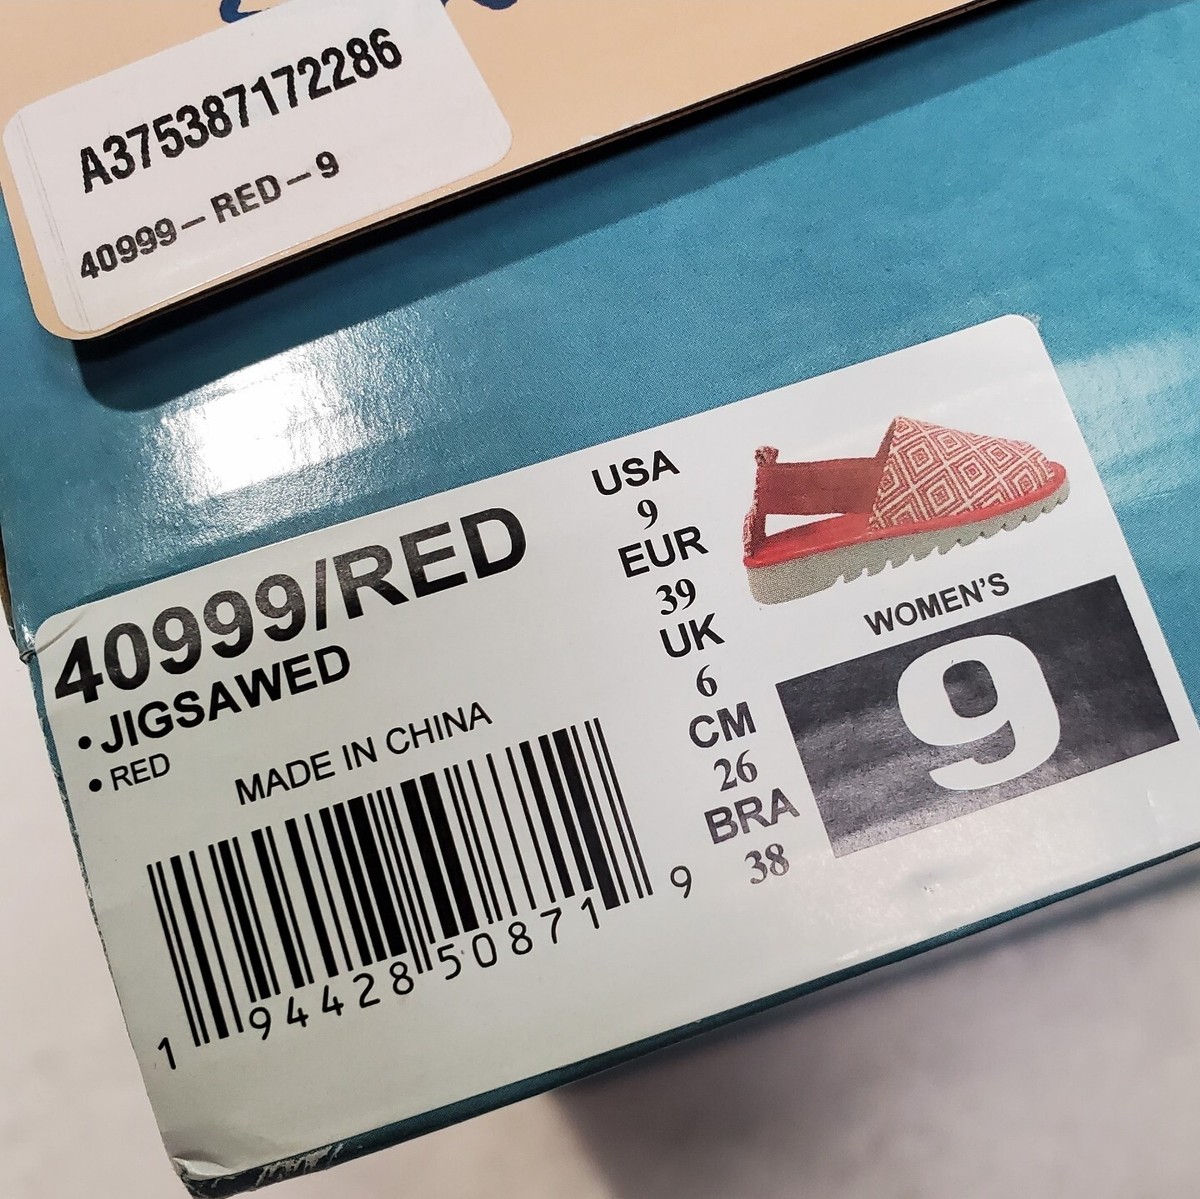 A375387172286
40999-RED-9
40999/RED
• JIGSAWED
• RED
MADE IN CHINA
1 94428 50871 9
USA
9
EUR
39
UK
6
CM
26
BRA
38
WOMEN'S
9